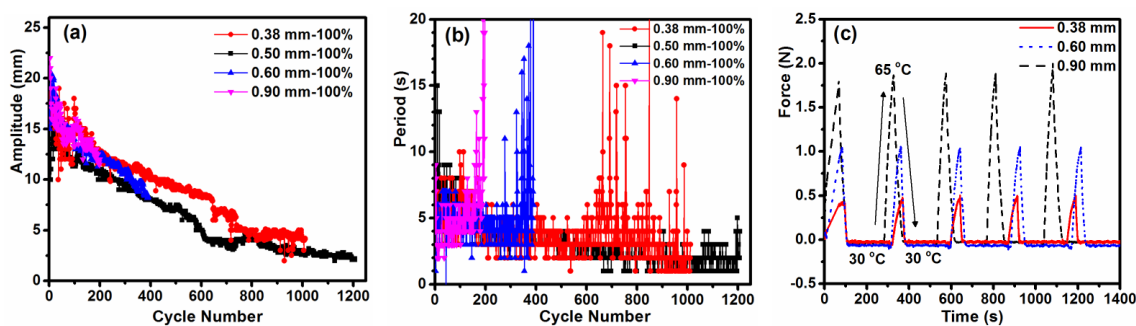 (a)
0.38 mm-100%
0.50 mm-100%
0.60 mm-100%
0.90 mm-100%
Amplitude (mm)
25
20
15
10
5
0
0 200 400 600 800 1000 1200
Cycle Number
(b)
0.38 mm-100%
0.50 mm-100%
0.60 mm-100%
0.90 mm-100%
Period (s)
20
15
10
5
0
0 200 400 600 800 1000 1200
Cycle Number
(c)
0.38 mm
0.60 mm
0.90 mm
65 °C
30 °C
30 °C
Force (N)
2.5
2.0
1.5
1.0
0.5
0.0
-0.5
0 200 400 600 800 1000 1200 1400
Time (s)